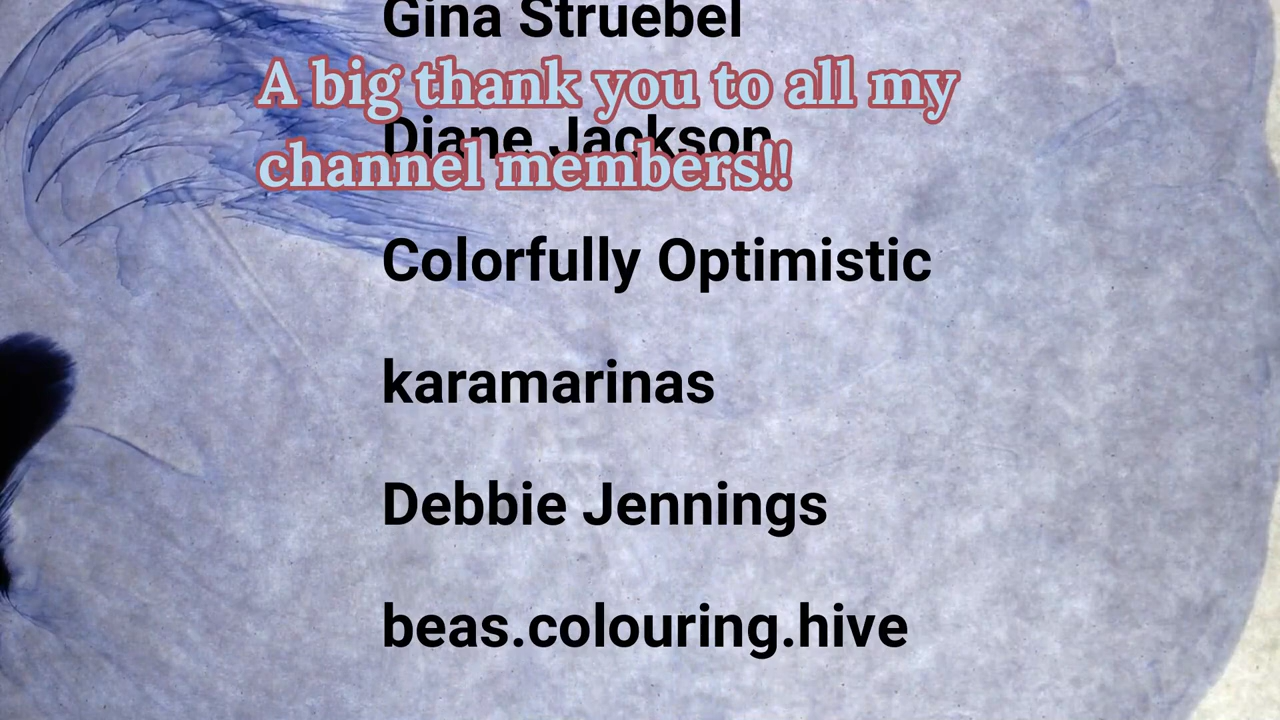 Gina Struebel
A big thank you to all my
Diane Jackson
channel members!!
Colorfully Optimistic
karamarinas
Debbie Jennings
beas.colouring.hive